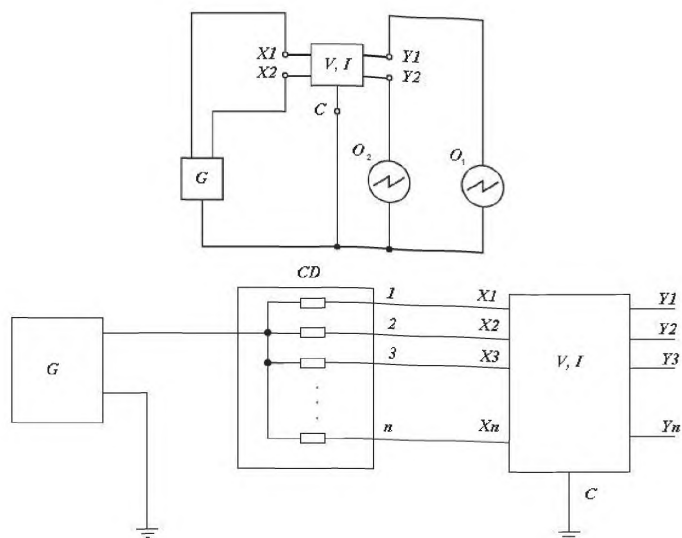 X1 V, I Y1
X2 Y2
C
O₂ O₁
G
CD
1 X1 Y1
2 X2 Y2
3 X3 Y3
G V, I
n Xn Yn
C